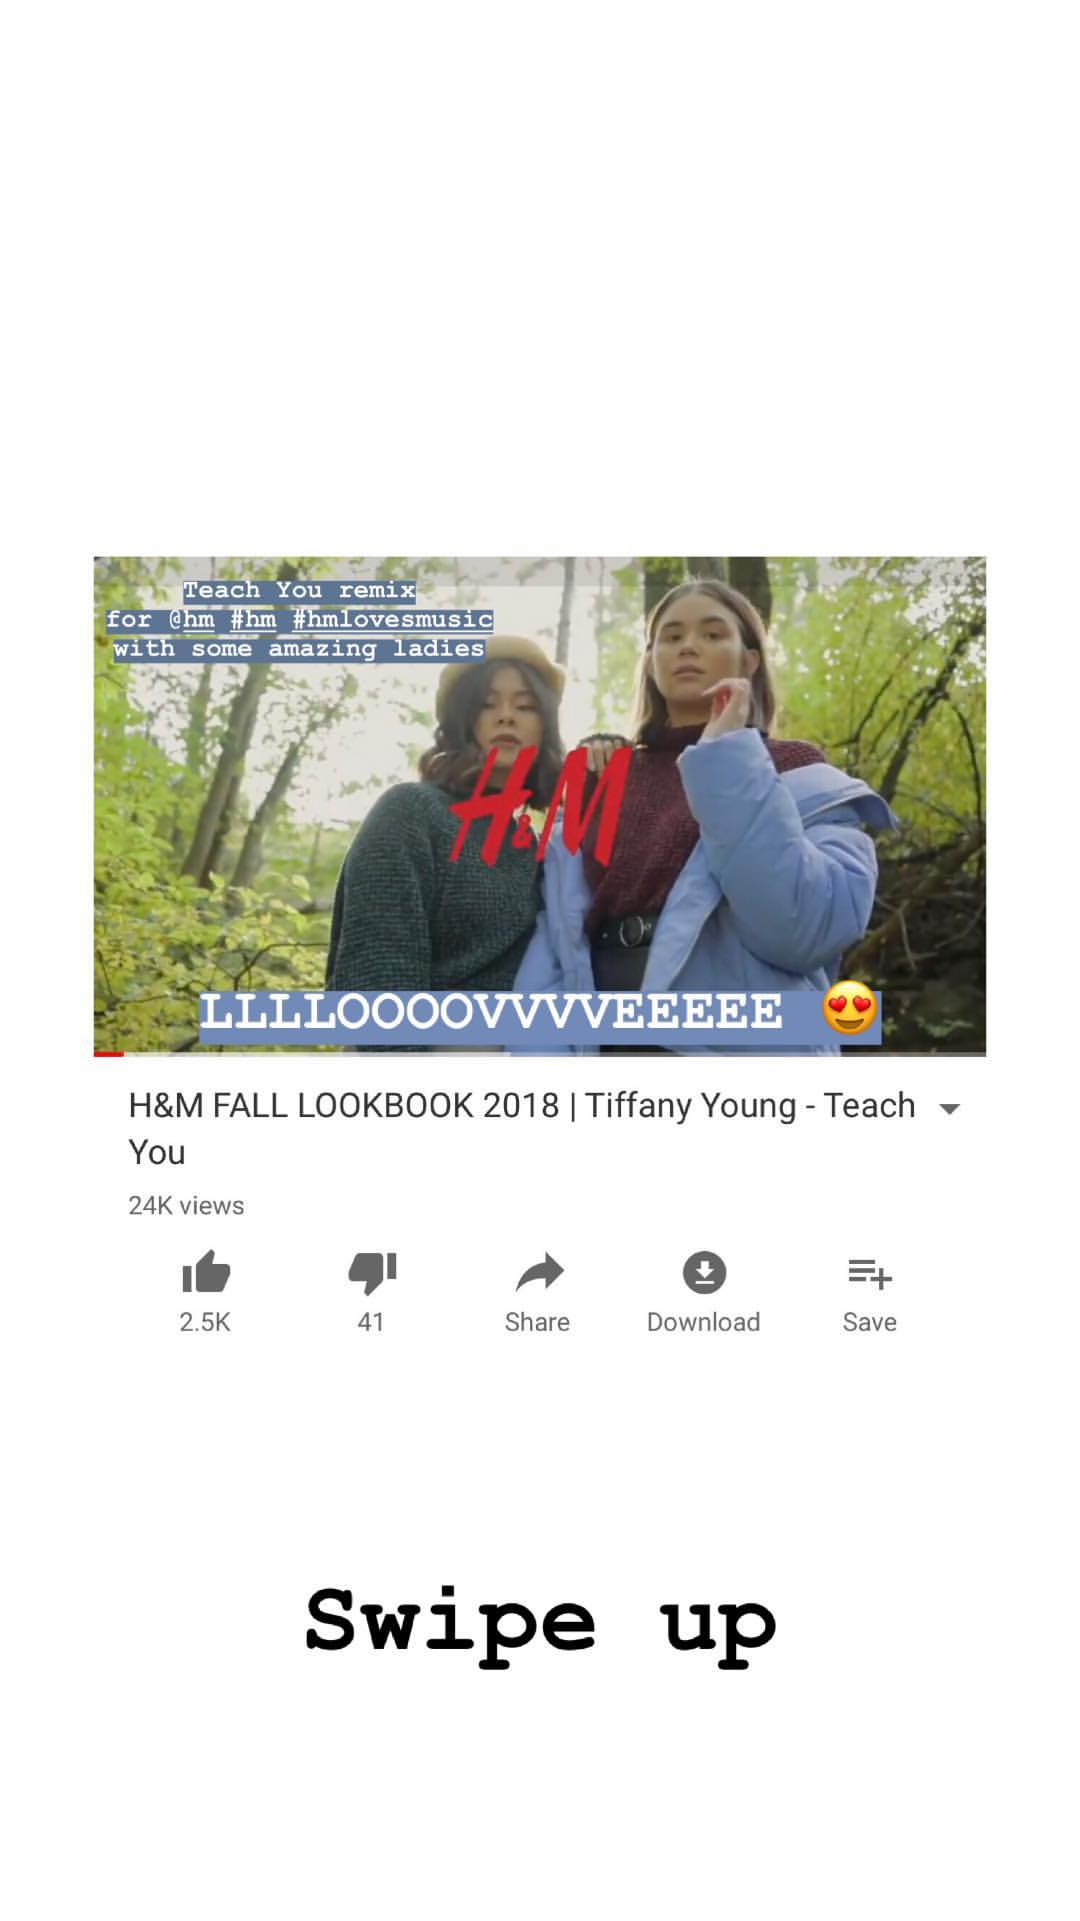 Teach You remix
for @hm #hm #hmlovesmusic
with some amazing ladies
H&M
LLLLOOOOVVVVEEEEE 😍
H&M FALL LOOKBOOK 2018 | Tiffany Young - Teach
You
24K views
2.5K 41 Share Download Save
Swipe up